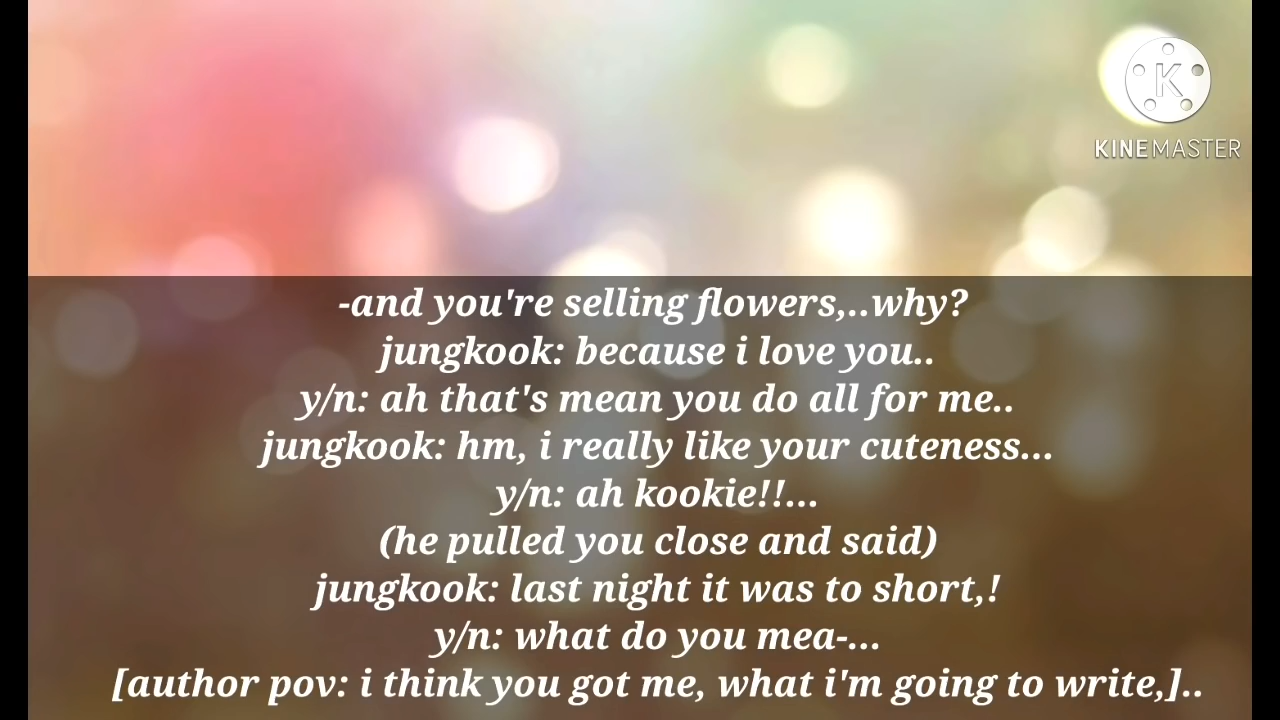 K
KINEMASTER
-and you're selling flowers,..why?
jungkook: because i love you..
y/n: ah that's mean you do all for me..
jungkook: hm, i really like your cuteness...
y/n: ah kookie!!...
(he pulled you close and said)
jungkook: last night it was to short,!
y/n: what do you mea-...
[author pov: i think you got me, what i'm going to write,]..